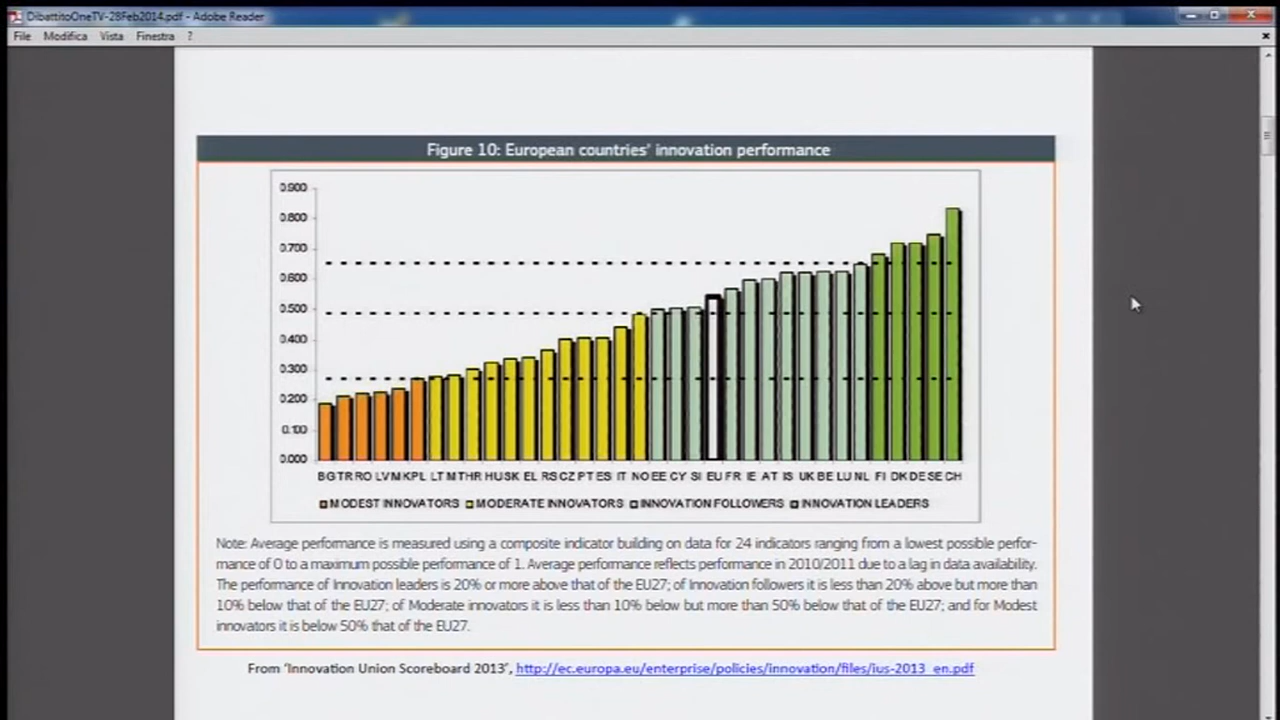 DibattitoOneTV-28Feb2014.pdf - Adobe Reader
File Modifica Vista Finestra ?
Figure 10: European countries' innovation performance
0.900
0.800
0.700
0.600
0.500
0.400
0.300
0.200
0.100
0.000
BG TR RO LV MK PL LT MT HR HU SK EL RS CZ PT ES IT NO EE CY SI EU FR IE AT IS UK BE LU NL FI DK DE SE CH
MODEST INNOVATORS MODERATE INNOVATORS INNOVATION FOLLOWERS INNOVATION LEADERS
Note: Average performance is measured using a composite indicator building on data for 24 indicators ranging from a lowest possible perfor-
mance of 0 to a maximum possible performance of 1. Average performance reflects performance in 2010/2011 due to a lag in data availability.
The performance of Innovation leaders is 20% or more above that of the EU27; of Innovation followers it is less than 20% above but more than
10% below that of the EU27; of Moderate innovators it is less than 10% below but more than 50% below that of the EU27; and for Modest
innovators it is below 50% that of the EU27.
From 'Innovation Union Scoreboard 2013', http://ec.europa.eu/enterprise/policies/innovation/files/ius-2013_en.pdf